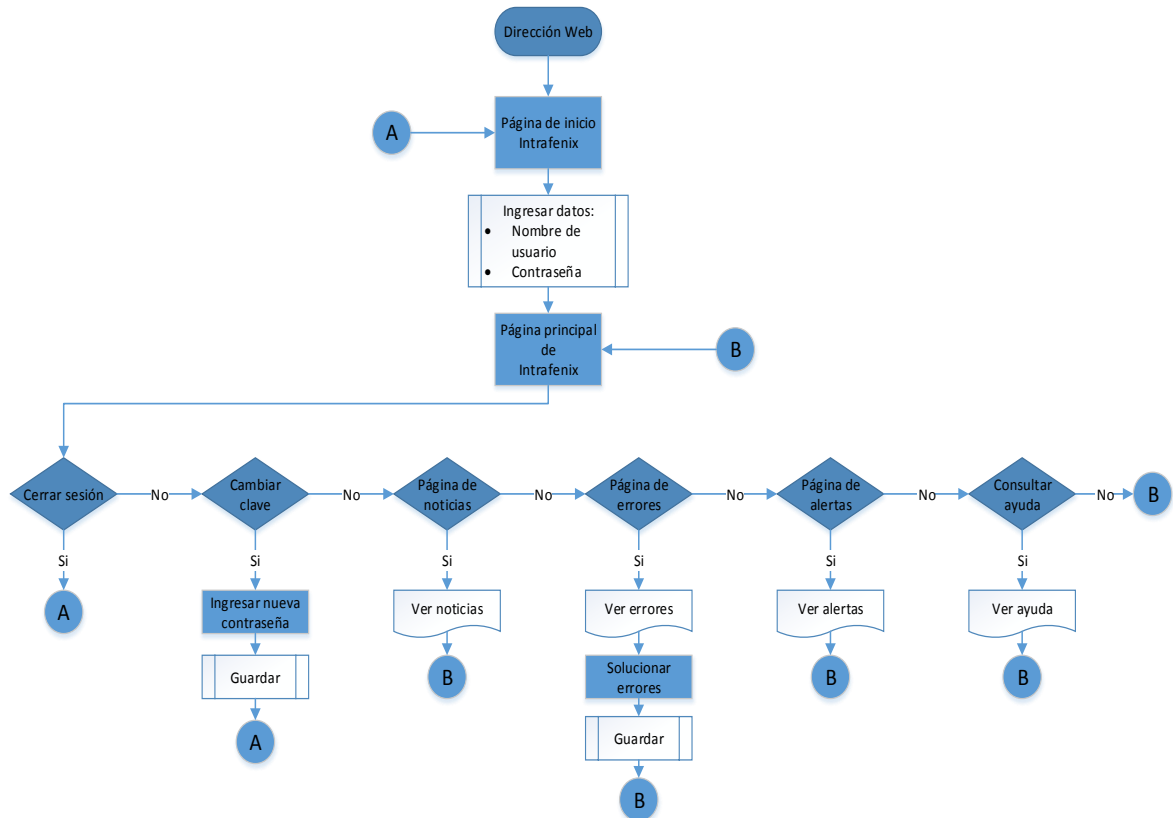 Dirección Web
A
Página de inicio
Intrafenix
Ingresar datos:
• Nombre de
usuario
• Contraseña
Página principal
de
Intrafenix
B
Cerrar sesión
No
Cambiar
clave
No
Página de
noticias
No
Página de
errores
No
Página de
alertas
No
Consultar
ayuda
No
B
Si
Si
Si
Si
Si
Si
A
Ingresar nueva
contraseña
Ver noticias
Ver errores
Ver alertas
Ver ayuda
Guardar
B
Solucionar
errores
B
B
A
Guardar
B